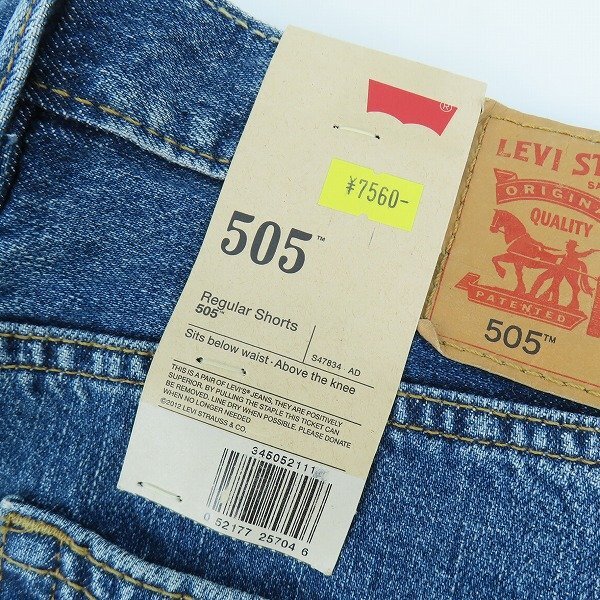 ®
¥7560-
505™
Regular Shorts
505™
S47834 AD
Sits below waist • Above the knee
THIS IS A PAIR OF LEVI'S® JEANS, THEY ARE POSITIVELY
SUPERIOR. BY PULLING THE STAPLE THIS TICKET CAN
BE REMOVED. LINE DRY WHEN POSSIBLE. PLEASE DONATE
WHEN NO LONGER NEEDED
©2012 LEVI STRAUSS & CO.
345052111
0 52177 25704 6
LEVI ST
ORIGINA
QUALITY
PATENTED
505™